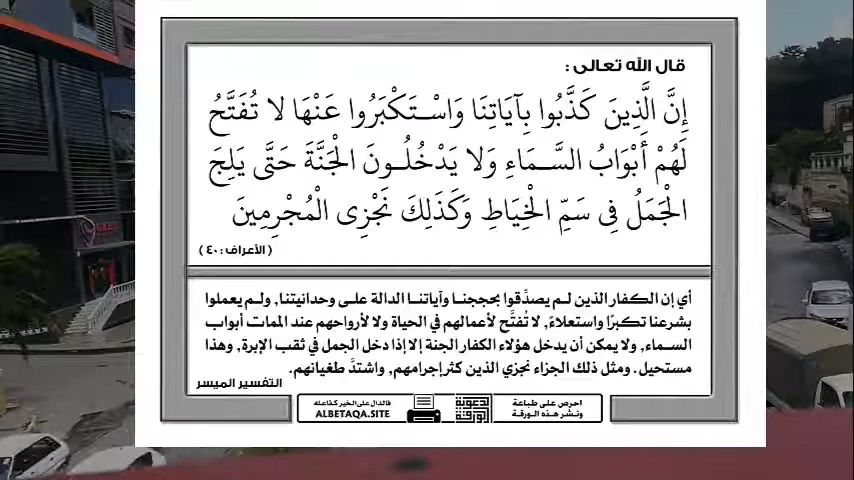 قال الله تعالى :
إِنَّ الَّذِينَ كَذَّبُوا بِآيَاتِنَا وَاسْتَكْبَرُوا عَنْهَا لا تُفَتَّحُ
لَهُمْ أَبْوَابُ السَّمَاءِ وَلا يَدْخُلُونَ الْجَنَّةَ حَتَّى يَلِجَ
الْجَمَلُ فِى سَمِّ الْخِيَاطِ وَكَذَلِكَ نَجْزِى الْمُجْرِمِينَ
( الأعراف : ٤٠ )
أي إن الكفار الذين لم يصدِّقوا بحججنا وآياتنا الدالة على وحدانيتنا, ولم يعملوا
بشرعنا تكبرًا واستعلاءً, لا تُفتَّح لأعمالهم في الحياة ولا لأرواحهم عند الممات أبواب
السماء, ولا يمكن أن يدخل هؤلاء الكفار الجنة إلا إذا دخل الجمل في ثقب الإبرة, وهذا
مستحيل. ومثل ذلك الجزاء نجزي الذين كثر إجرامهم, واشتدَّ طغيانهم.
التفسير الميسر
احرص على طباعة
ونشر هذه الورقة
فالدال على الخير كفاعله
ALBETAQA.SITE